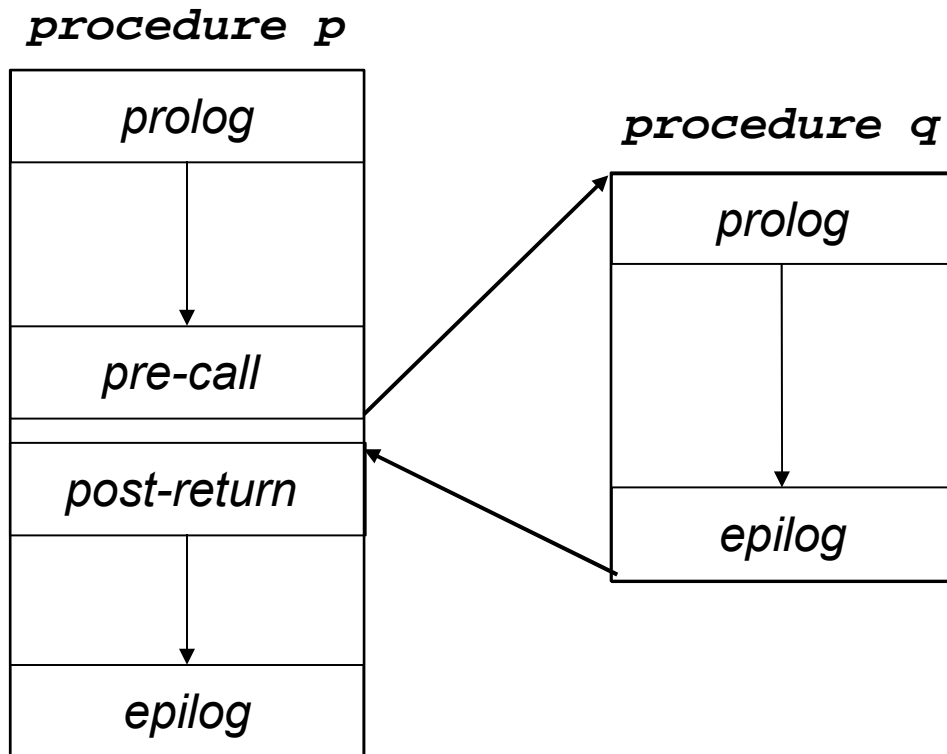 procedure p
prolog
pre-call
post-return
epilog
procedure q
prolog
epilog